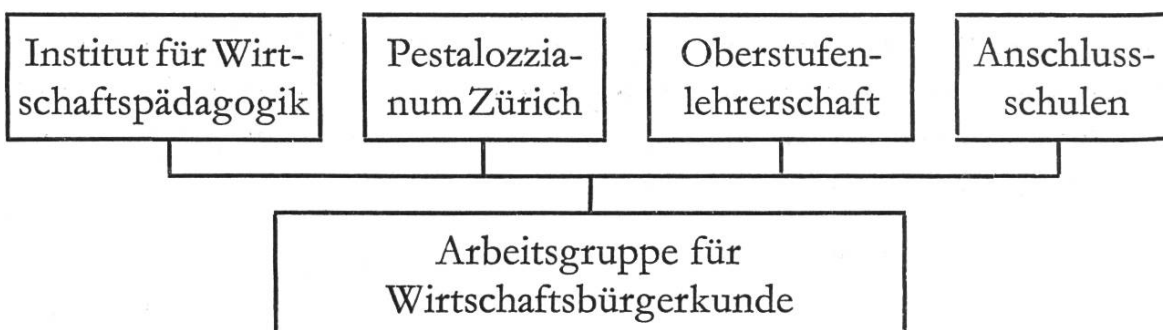 Institut für Wirt-
schaftspädagogik
Pestalozzia-
num Zürich
Oberstufen-
lehrerschaft
Anschluss-
schulen
Arbeitsgruppe für
Wirtschaftsbürgerkunde